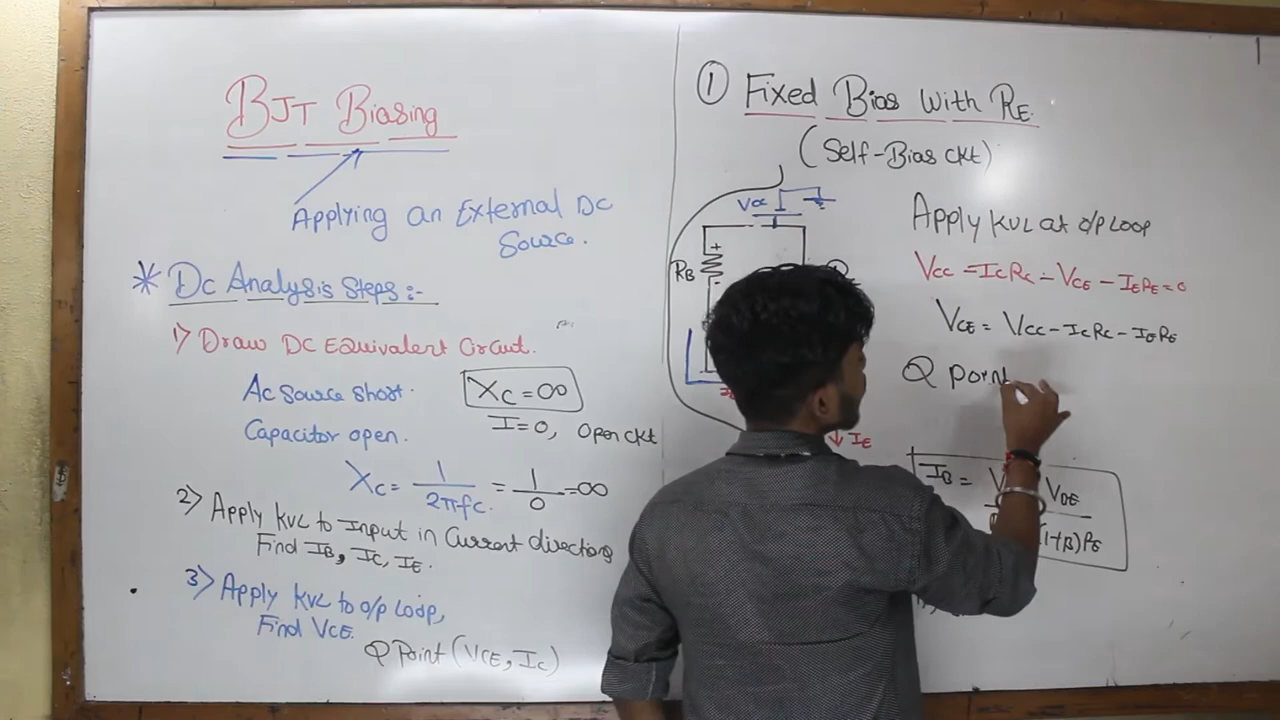 BJT Biasing
Applying an External DC
Source.
* Dc Analysis Steps:-
1) Draw DC Equivalent Circuit.
Ac Source short.
Xc = ∞
Capacitor open.
I=0, Open ckt
Xc = 1/2πfc. = 1/0 = ∞
2) Apply KVL to Input in Current directions
Find IB, Ic, IE.
3) Apply KVL to o/p Loop,
Find VCE.
Q Point (VCE, Ic)
① Fixed Bias With RE.
(Self-Bias ckt)
Vcc
Apply KVL at o/p LOOP
RB
+
-
Vcc - IcRc - VCE - IERE = 0
VCE = Vcc - IcRc - IERE
Q point
IE
IB =
VBE
(1+β)RE